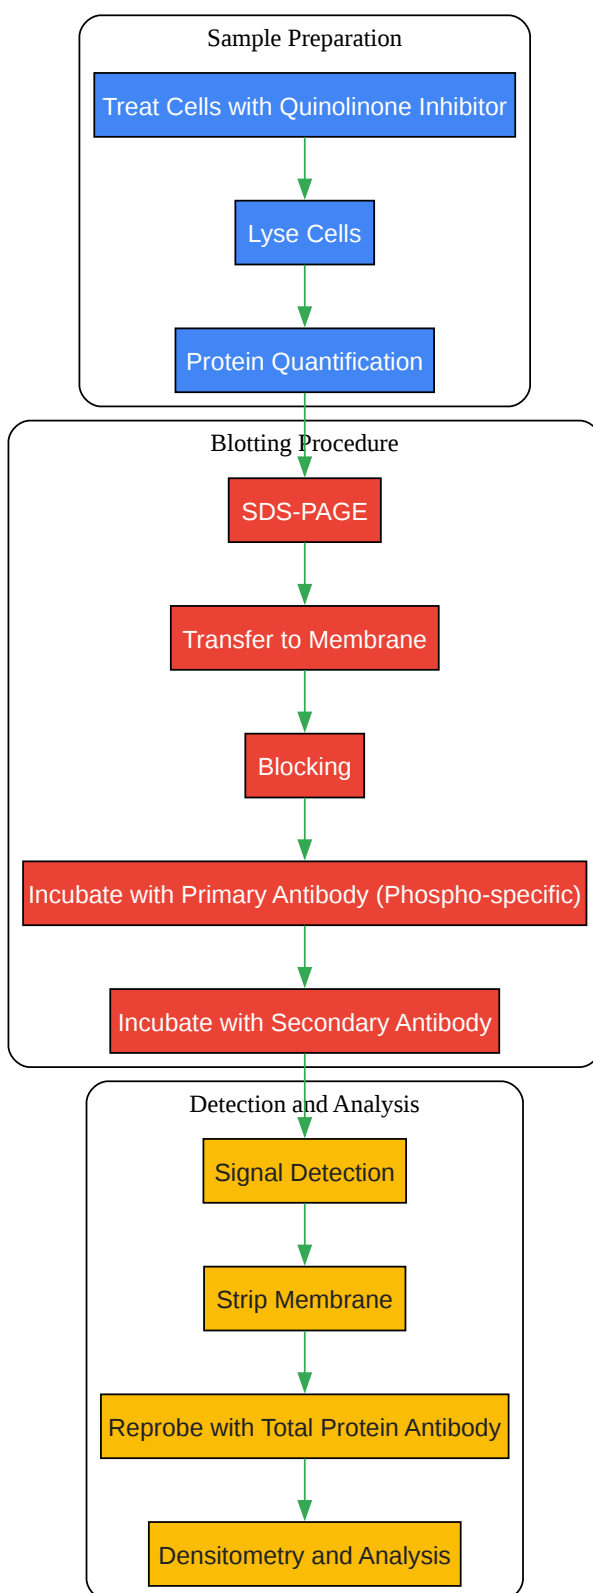 Sample Preparation
Treat Cells with Quinolinone Inhibitor
Lyse Cells
Protein Quantification
Blotting Procedure
SDS-PAGE
Transfer to Membrane
Blocking
Incubate with Primary Antibody (Phospho-specific)
Incubate with Secondary Antibody
Detection and Analysis
Signal Detection
Strip Membrane
Reprobe with Total Protein Antibody
Densitometry and Analysis